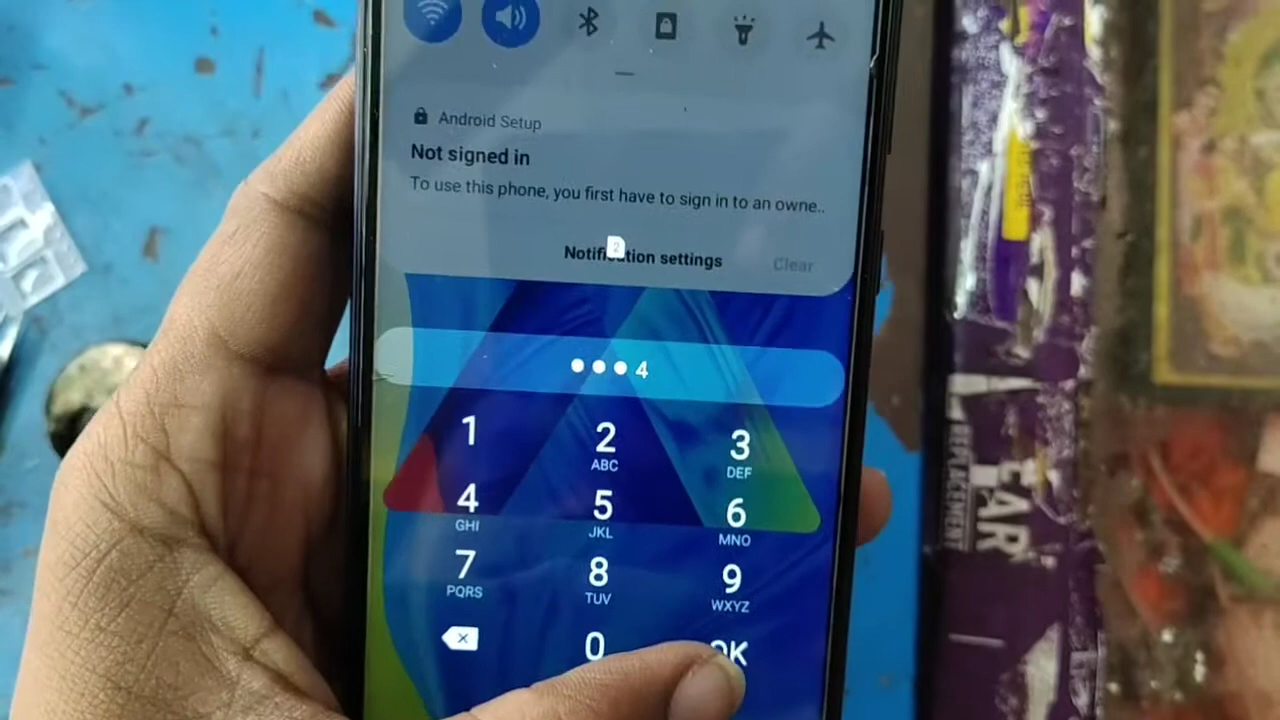 Android Setup
Not signed in
To use this phone, you first have to sign in to an owne..
Notification settings
Clear
2
•••4
1
2
ABC
3
DEF
4
GHI
5
JKL
6
MNO
7
PQRS
8
TUV
9
WXYZ
0
OK
REPLACEMENT